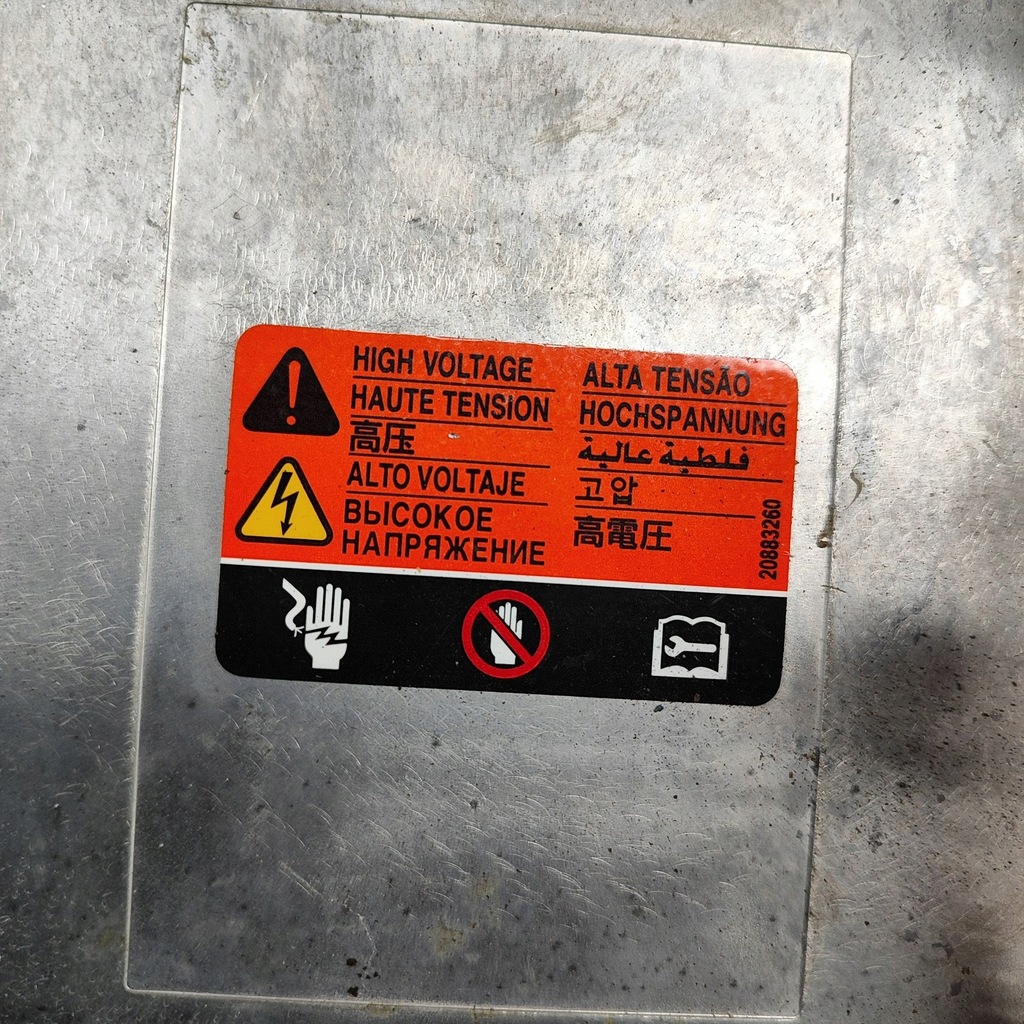 HIGH VOLTAGE
HAUTE TENSION
高压
ALTO VOLTAJE
ВЫСОКОЕ
НАПРЯЖЕНИЕ
ALTA TENSÃO
HOCHSPANNUNG
فلطية عالية
고압
高電圧
20883260